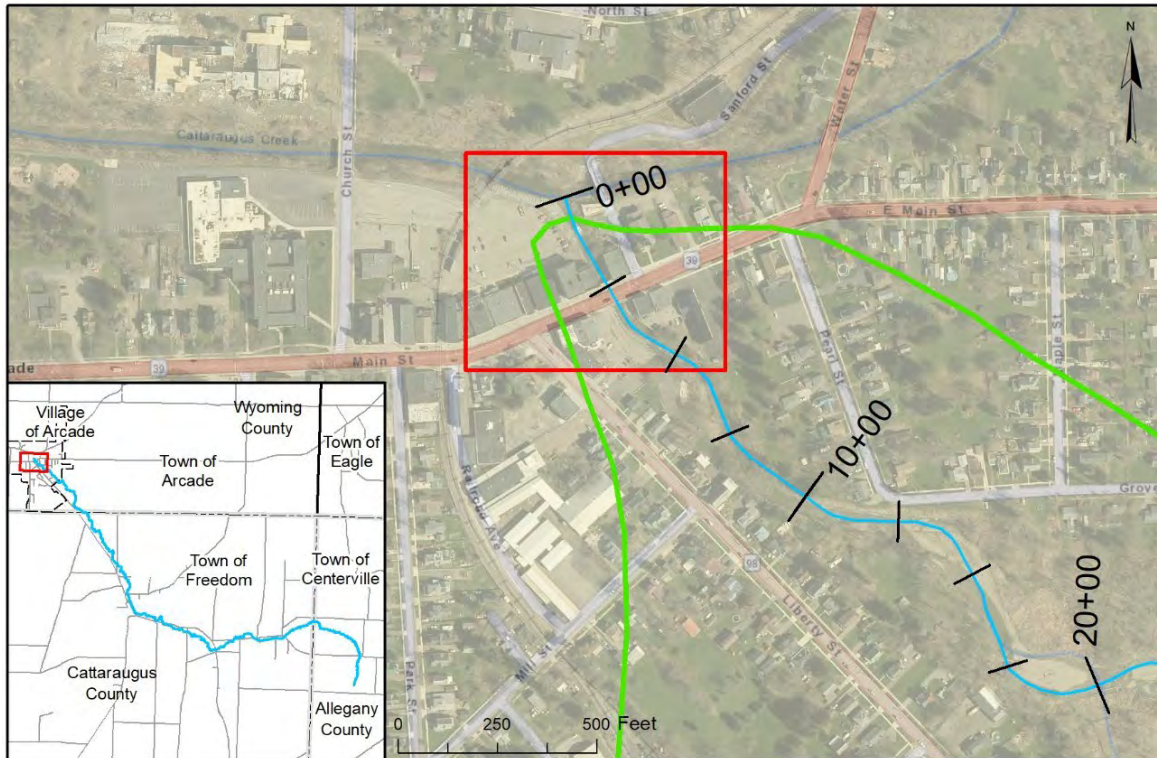 North St
N
Sanford St
Water St
Cattaraugus Creek
Church St
0+00
E Main St
39
Pearl St
Maple St
Main St
39
10+00
Grove
Liberty St
98
20+00
Mill St
Park St
0 250 500 Feet
Village
of Arcade
Wyoming
County
Town of
Eagle
Town of
Arcade
Town of
Freedom
Town of
Centerville
Cattaraugus
County
Allegany
County